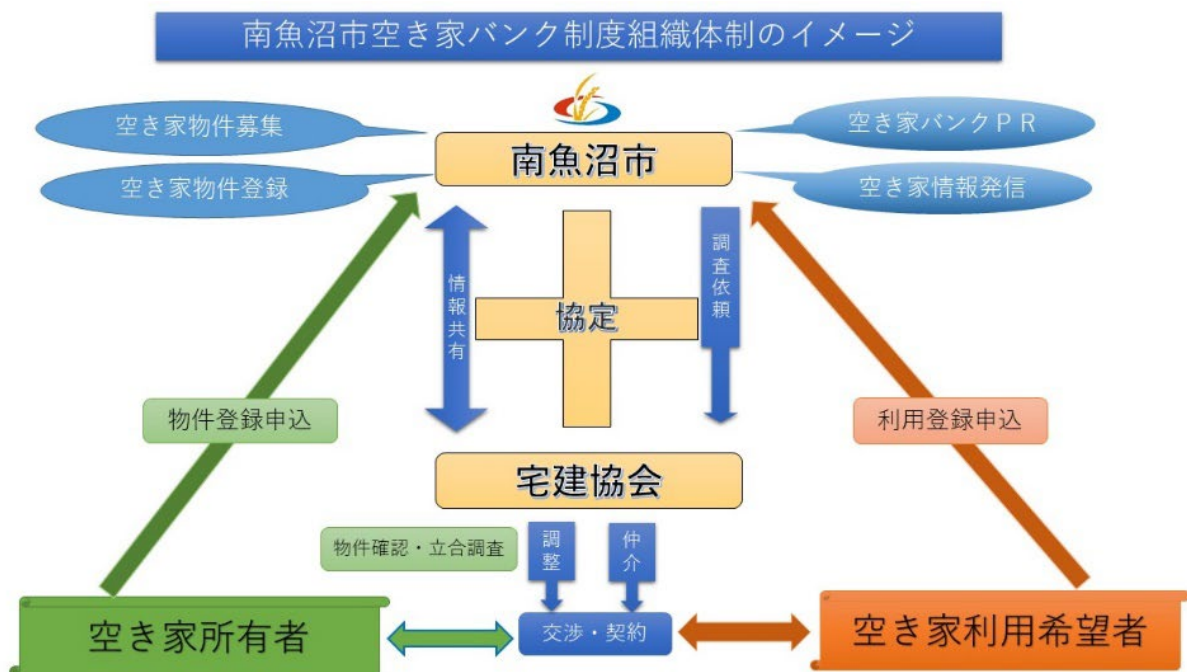 南魚沼市空き家バンク制度組織体制のイメージ
空き家物件募集
空き家バンクPR
南魚沼市
空き家物件登録
空き家情報発信
情報共有
協定
調査依頼
物件登録申込
利用登録申込
宅建協会
物件確認・立合調査
調整
仲介
空き家所有者
交渉・契約
空き家利用希望者